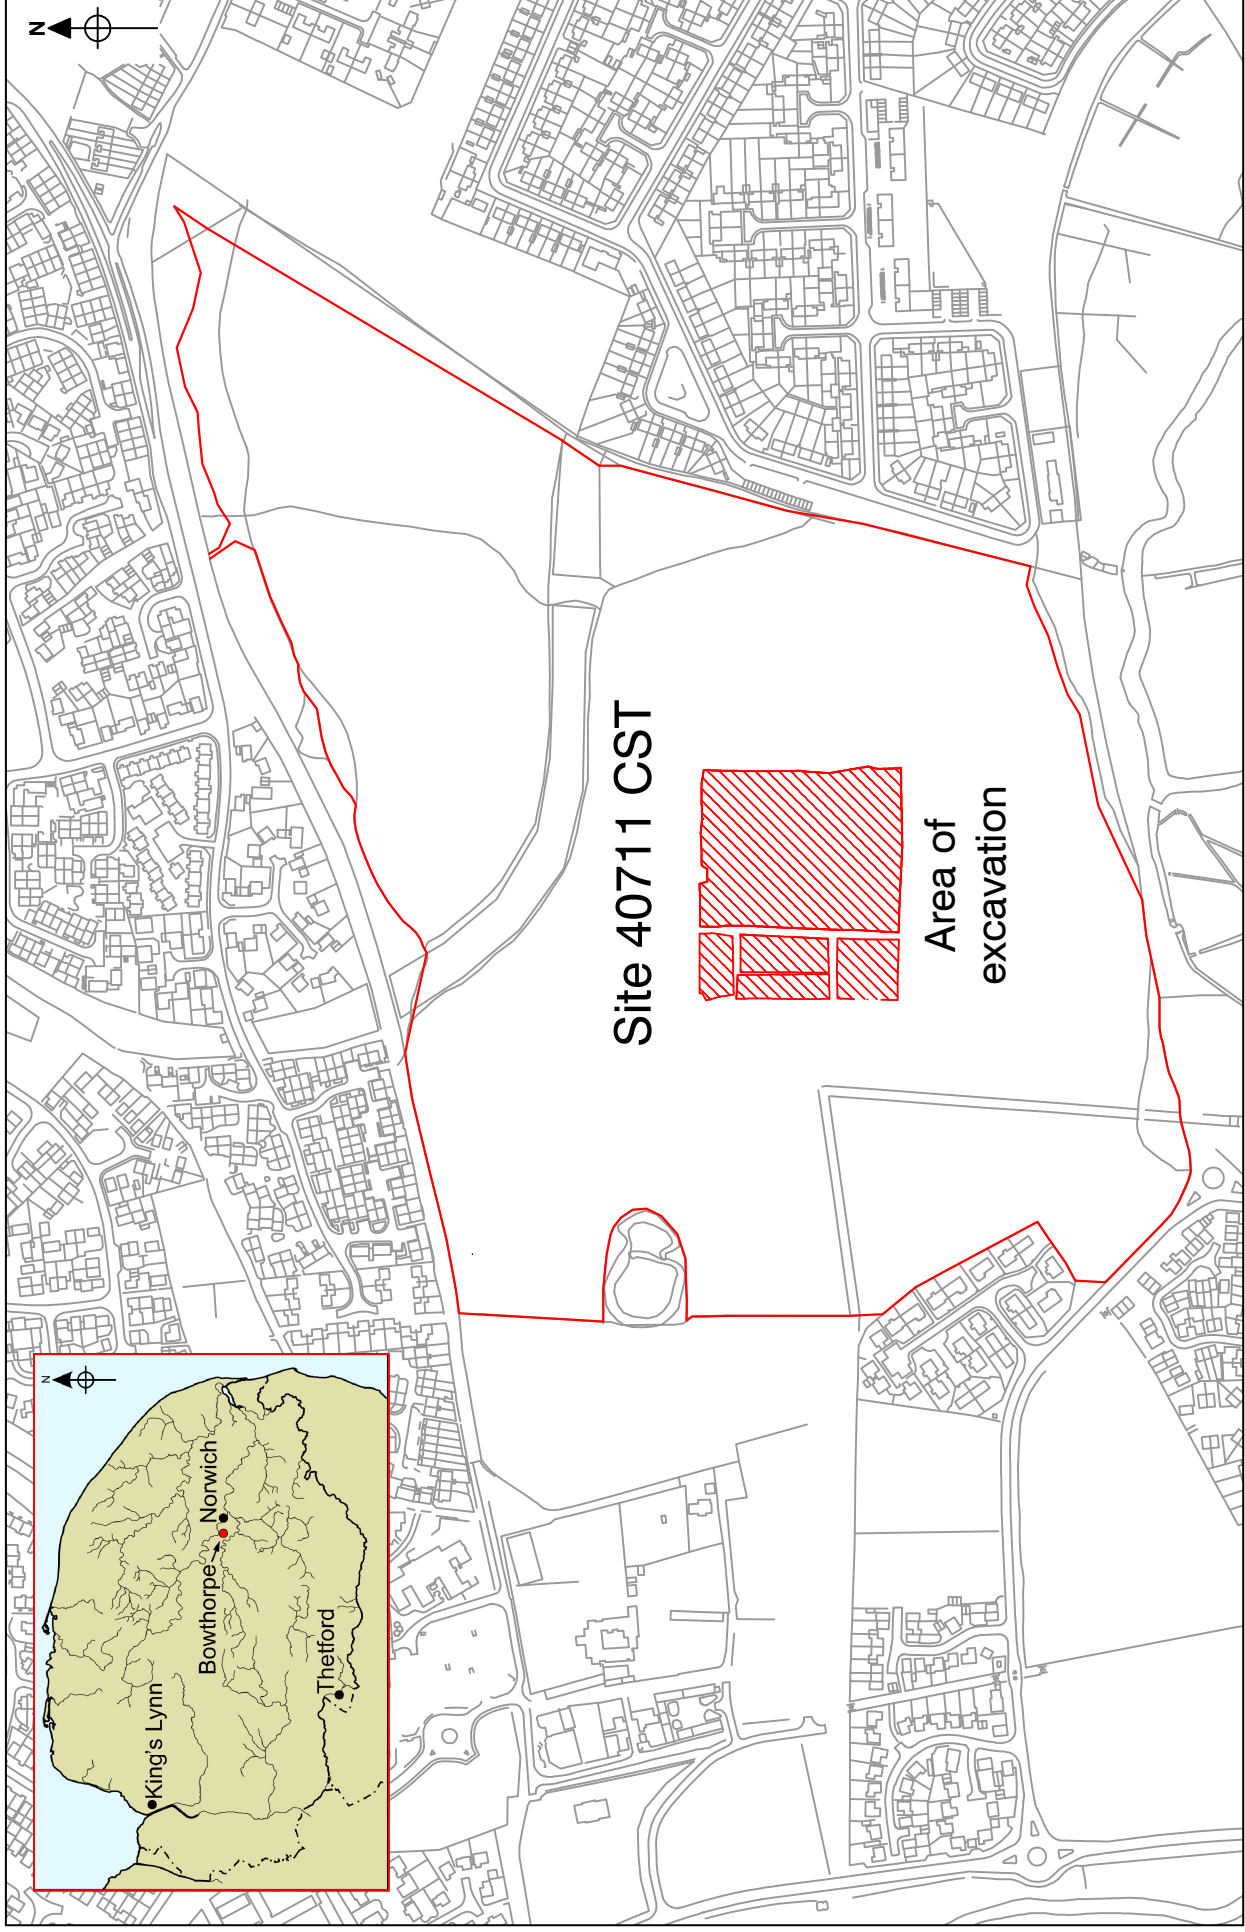 N
N
King's Lynn
Bowthorpe
Norwich
Thetford
Site 40711 CST
Area of
excavation